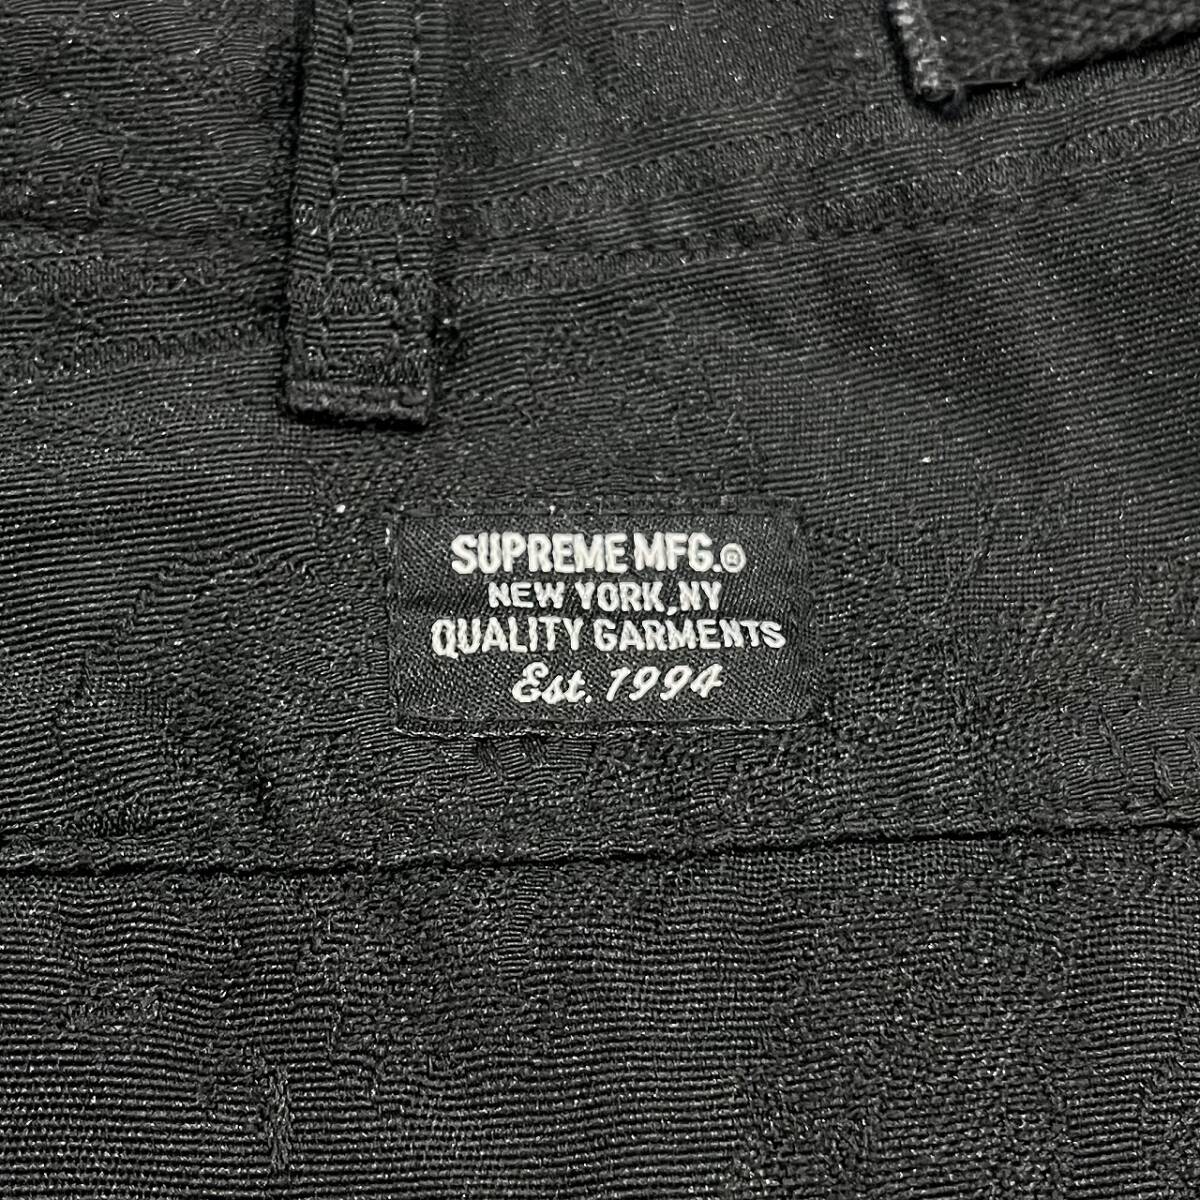 SUPREME MFG.®
NEW YORK, NY
QUALITY GARMENTS
Est. 1994